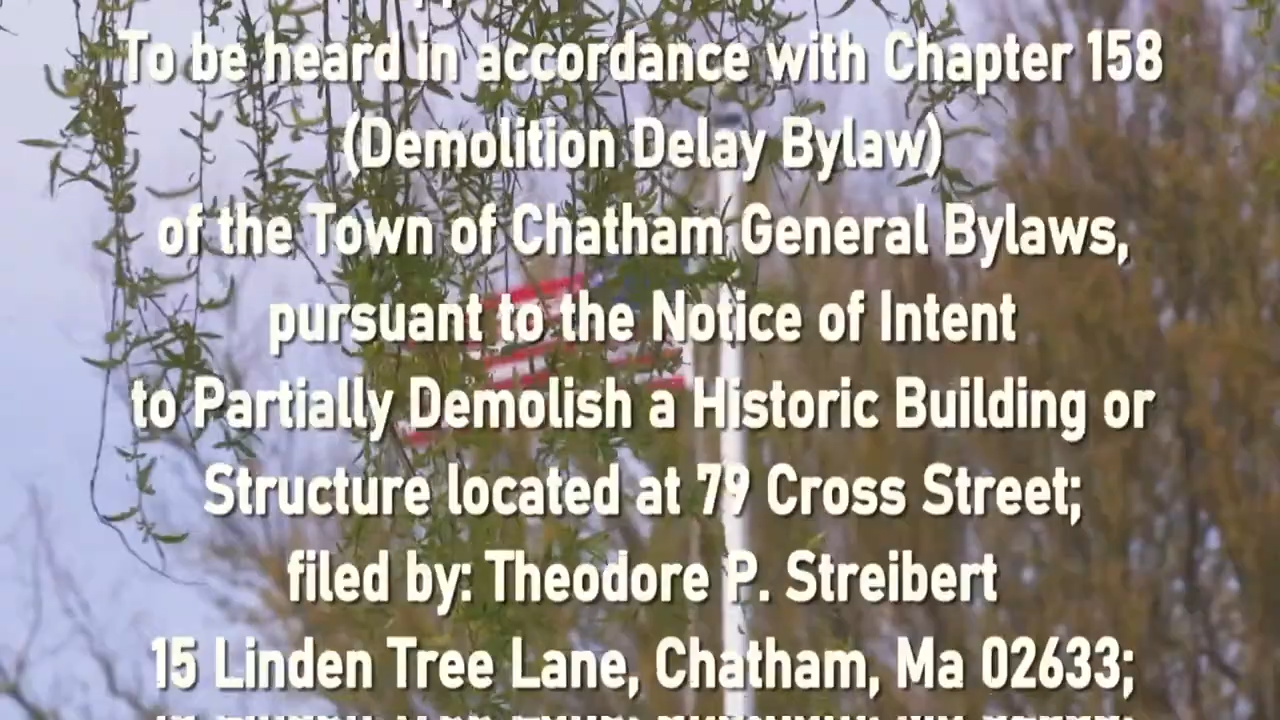 To be heard in accordance with Chapter 158
(Demolition Delay Bylaw)
of the Town of Chatham General Bylaws,
pursuant to the Notice of Intent
to Partially Demolish a Historic Building or
Structure located at 79 Cross Street;
filed by: Theodore P. Streibert
15 Linden Tree Lane, Chatham, Ma 02633;